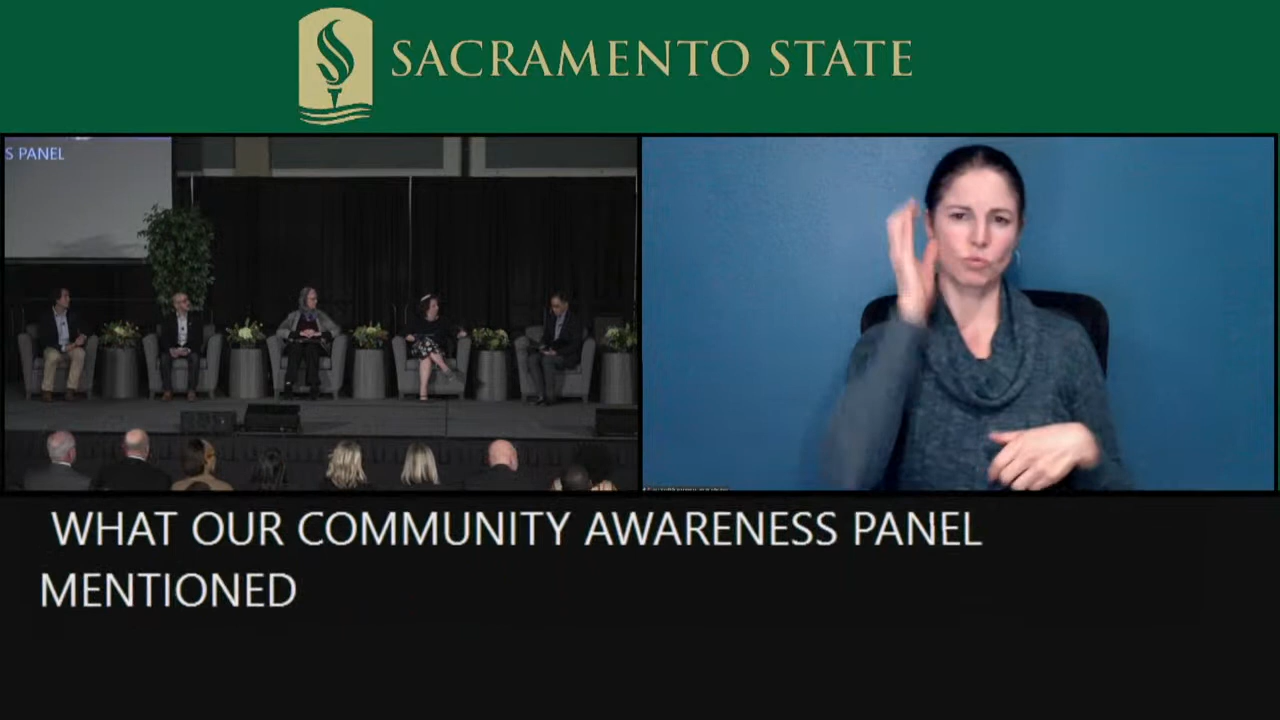 SACRAMENTO STATE
S PANEL
WHAT OUR COMMUNITY AWARENESS PANEL
MENTIONED